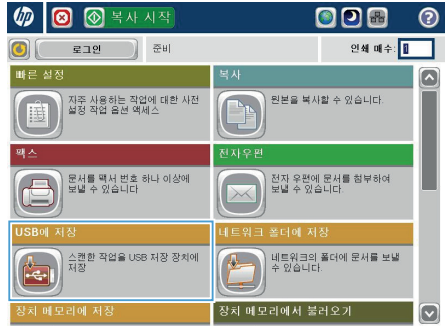 hp
복사 시작
?
로그인
준비
인쇄 매수: 1
빠른 설정
자주 사용하는 작업에 대한 사전
설정 작업 옵션 액세스
복사
원본을 복사할 수 있습니다.
팩스
문서를 팩서 번호 하나 이상에
보낼 수 있습니다
전자우편
전자 우편에 문서를 첨부하여
보낼 수 있습니다.
USB에 저장
스캔한 작업을 USB 저장 장치에
저장
네트워크 폴더에 저장
네트워크의 폴더에 문서를 보낼
수 있습니다.
장치 메모리에 저장
장치 메모리에서 불러오기